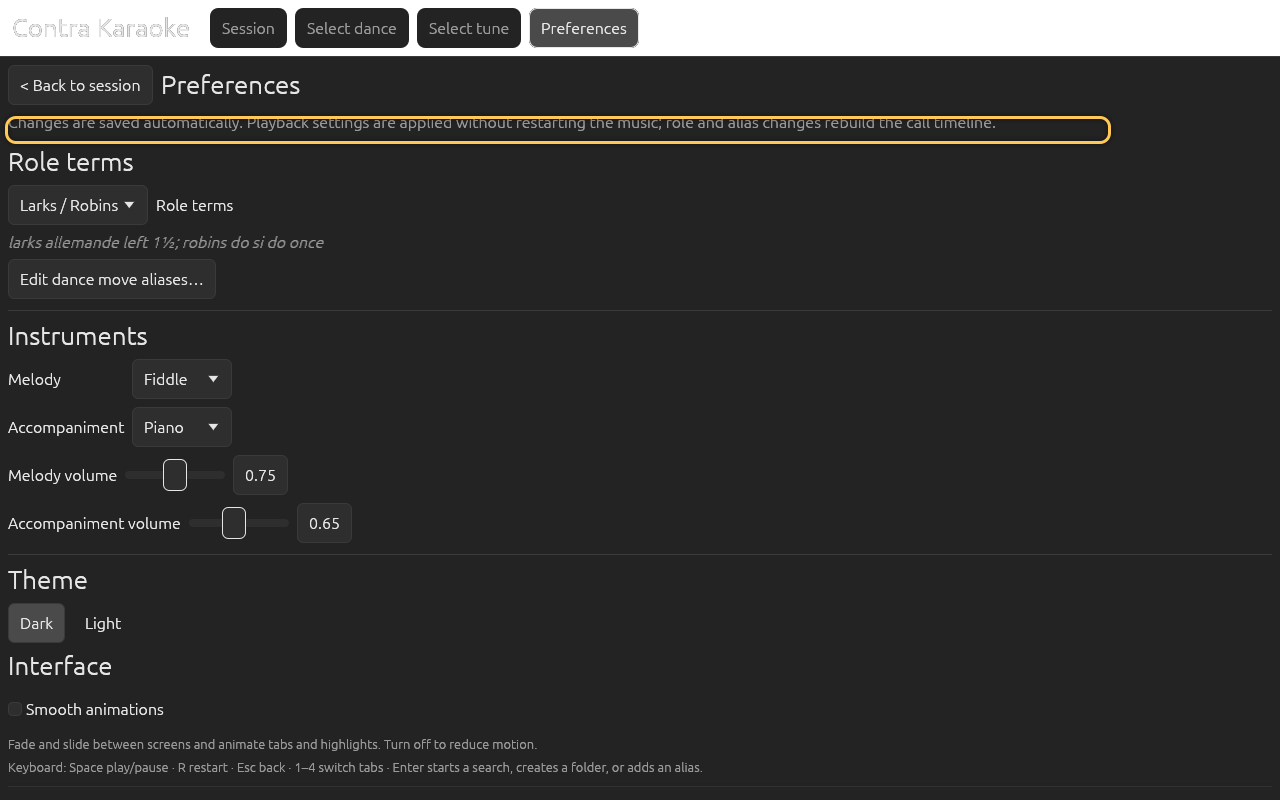 Contra Karaoke
Session
Select dance
Select tune
Preferences
< Back to session
Preferences
Changes are saved automatically. Playback settings are applied without restarting the music; role and alias changes rebuild the call timeline.
Role terms
Larks / Robins
Role terms
larks allemande left 1½; robins do si do once
Edit dance move aliases…
Instruments
Melody
Fiddle
Accompaniment
Piano
Melody volume
0.75
Accompaniment volume
0.65
Theme
Dark
Light
Interface
Smooth animations
Fade and slide between screens and animate tabs and highlights. Turn off to reduce motion.
Keyboard: Space play/pause · R restart · Esc back · 1–4 switch tabs · Enter starts a search, creates a folder, or adds an alias.